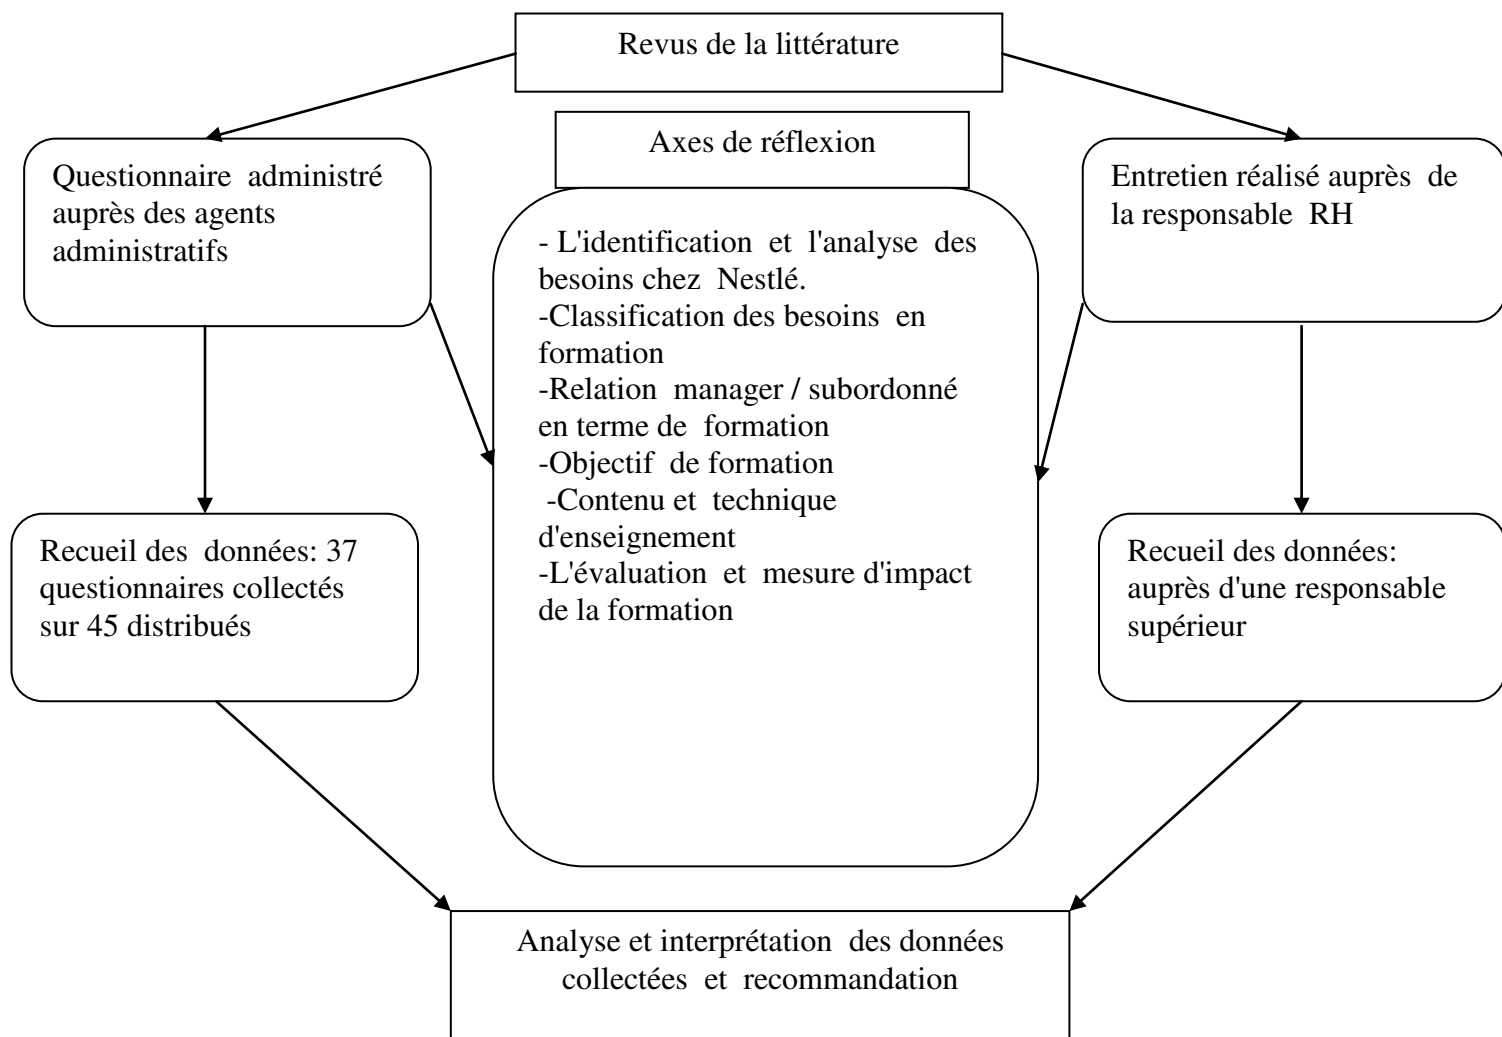 Revus de la littérature
Axes de réflexion
Questionnaire administré
auprès des agents
administratifs
Entretien réalisé auprès de
la responsable RH
- L'identification et l'analyse des
besoins chez Nestlé.
-Classification des besoins en
formation
-Relation manager / subordonné
en terme de formation
-Objectif de formation
-Contenu et technique
d'enseignement
-L'évaluation et mesure d'impact
de la formation
Recueil des données: 37
questionnaires collectés
sur 45 distribués
Recueil des données:
auprès d'une responsable
supérieur
Analyse et interprétation des données
collectées et recommandation